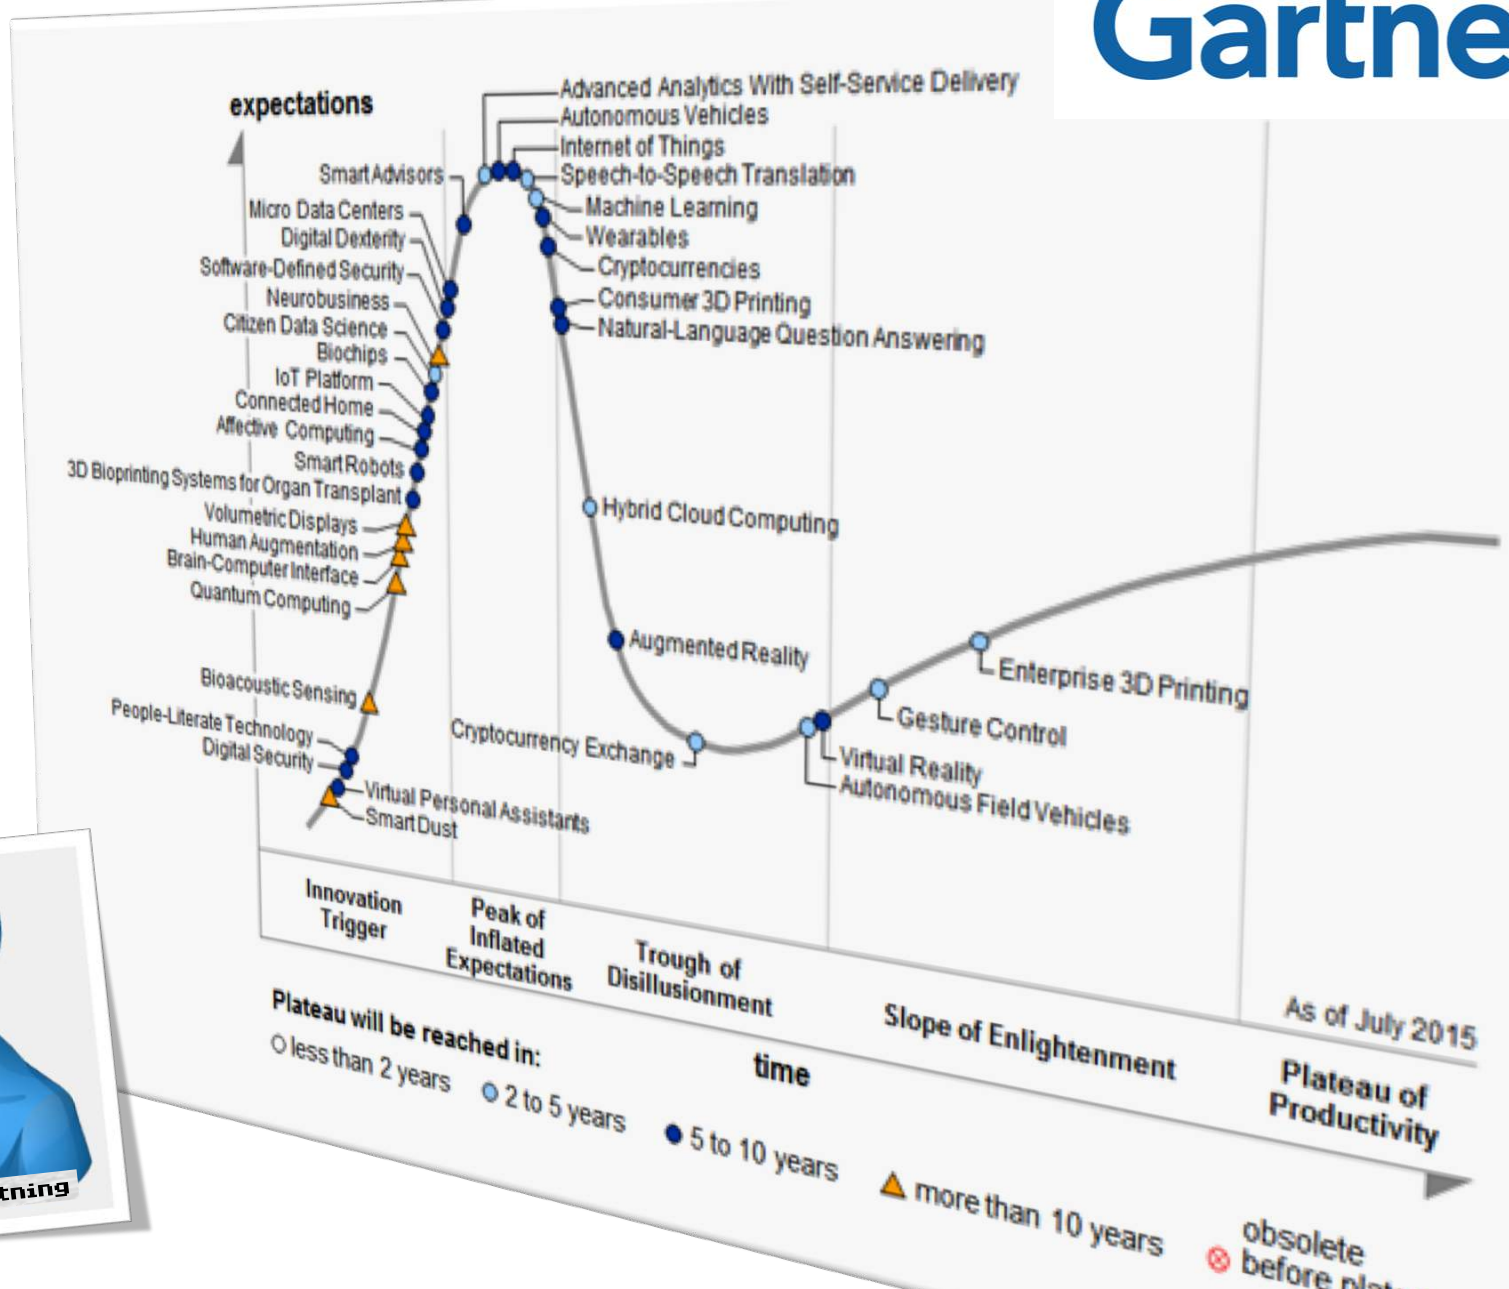 Gartne
expectations
Advanced Analytics With Self-Service Delivery
Autonomous Vehicles
Internet of Things
Speech-to-Speech Translation
Machine Learning
Wearables
Cryptocurrencies
Consumer 3D Printing
Natural-Language Question Answering
Smart Advisors
Micro Data Centers
Digital Dexterity
Software-Defined Security
Neurobusiness
Citizen Data Science
Biochips
IoT Platform
Connected Home
Affective Computing
Smart Robots
3D Bioprinting Systems for Organ Transplant
Volumetric Displays
Human Augmentation
Brain-Computer Interface
Quantum Computing
Bioacoustic Sensing
People-Literate Technology
Digital Security
Virtual Personal Assistants
Smart Dust
Hybrid Cloud Computing
Augmented Reality
Cryptocurrency Exchange
Enterprise 3D Printing
Gesture Control
Virtual Reality
Autonomous Field Vehicles
Innovation
Trigger
Peak of
Inflated
Expectations
Trough of
Disillusionment
Slope of Enlightenment
Plateau of
Productivity
As of July 2015
time
Plateau will be reached in:
less than 2 years
2 to 5 years
5 to 10 years
more than 10 years
obsolete
before
tning